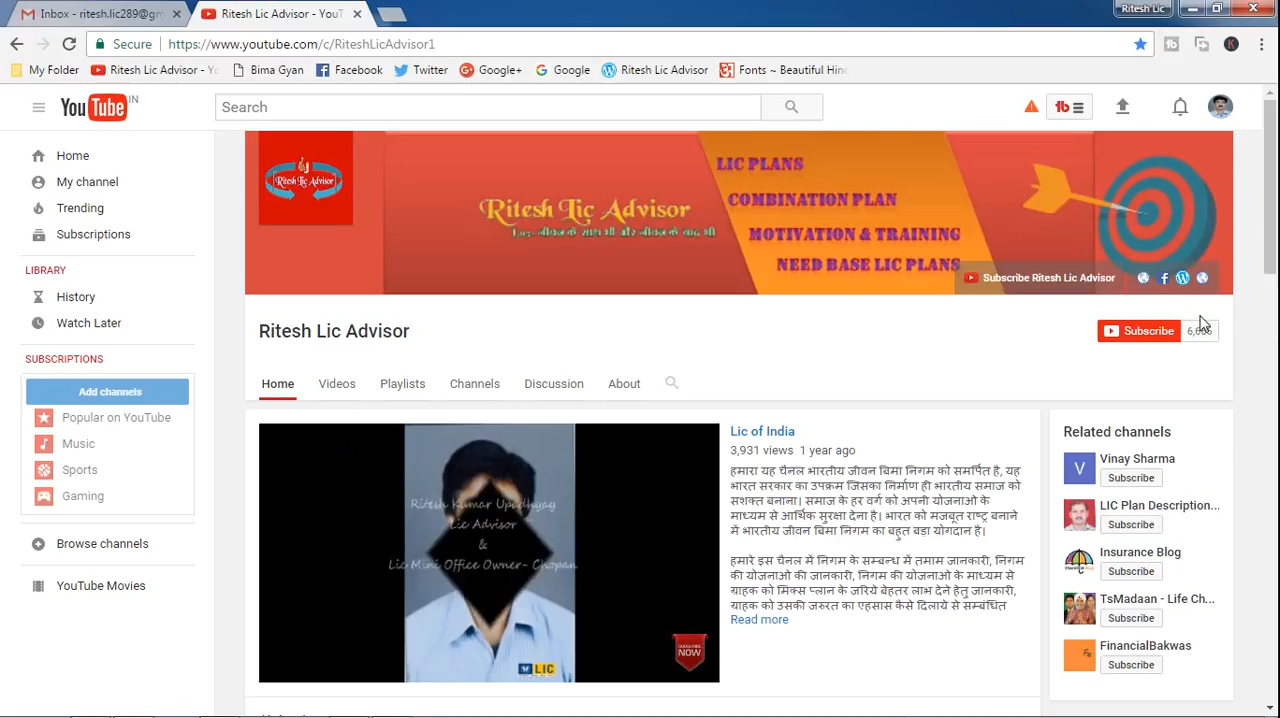 Inbox - ritesh.lic289@gm
Ritesh Lic Advisor - YouT
Ritesh Lic
Secure
https://www.youtube.com/c/RiteshLicAdvisor1
My Folder
Ritesh Lic Advisor - Yo
Bima Gyan
Facebook
Twitter
Google+
Google
Ritesh Lic Advisor
Fonts ~ Beautiful Hin
YouTube IN
Search
Home
My channel
Trending
Subscriptions
LIBRARY
History
Watch Later
SUBSCRIPTIONS
Add channels
Popular on YouTube
Music
Sports
Gaming
Browse channels
YouTube Movies
Ritesh Lic Advisor
Ritesh Lic Advisor
Lic:- जीवन के साथ भी और जीवन के बाद भी
LIC PLANS
COMBINATION PLAN
MOTIVATION & TRAINING
NEED BASE LIC PLANS
Subscribe Ritesh Lic Advisor
Ritesh Lic Advisor
Subscribe
Home
Videos
Playlists
Channels
Discussion
About
Ritesh Kumar Upadhyay
Lic Advisor
&
Lic Mini Office Owner- Chopan
SUBSCRIBE
NOW
LIC
Lic of India
3,931 views 1 year ago
हमारा यह चैनल भारतीय जीवन बिमा निगम को समर्पित है, यह
भारत सरकार का उपक्रम जिसका निर्माण ही भारतीय समाज को
सशक्त बनाना। समाज के हर वर्ग को अपनी योजनाओ के
माध्यम से आर्थिक सुरक्षा देना है। भारत को मजबूत राष्ट्र बनाने
में भारतीय जीवन बिमा निगम का बहुत बडा योगदान है।
हमारे इस चैनल में निगम के सम्बन्ध में तमाम जानकारी, निगम
की योजनाओ की जानकारी, निगम की योजनाओ के माध्यम से
ग्राहक को मिक्स प्लान के जरिये बेहतर लाभ देने हेतु जानकारी,
ग्राहक को उसकी जरुरत का एहसास कैसे दिलाये से सम्बंधित
Read more
Related channels
Vinay Sharma
Subscribe
LIC Plan Description...
Subscribe
Insurance Blog
Subscribe
TsMadaan - Life Ch...
Subscribe
FinancialBakwas
Subscribe